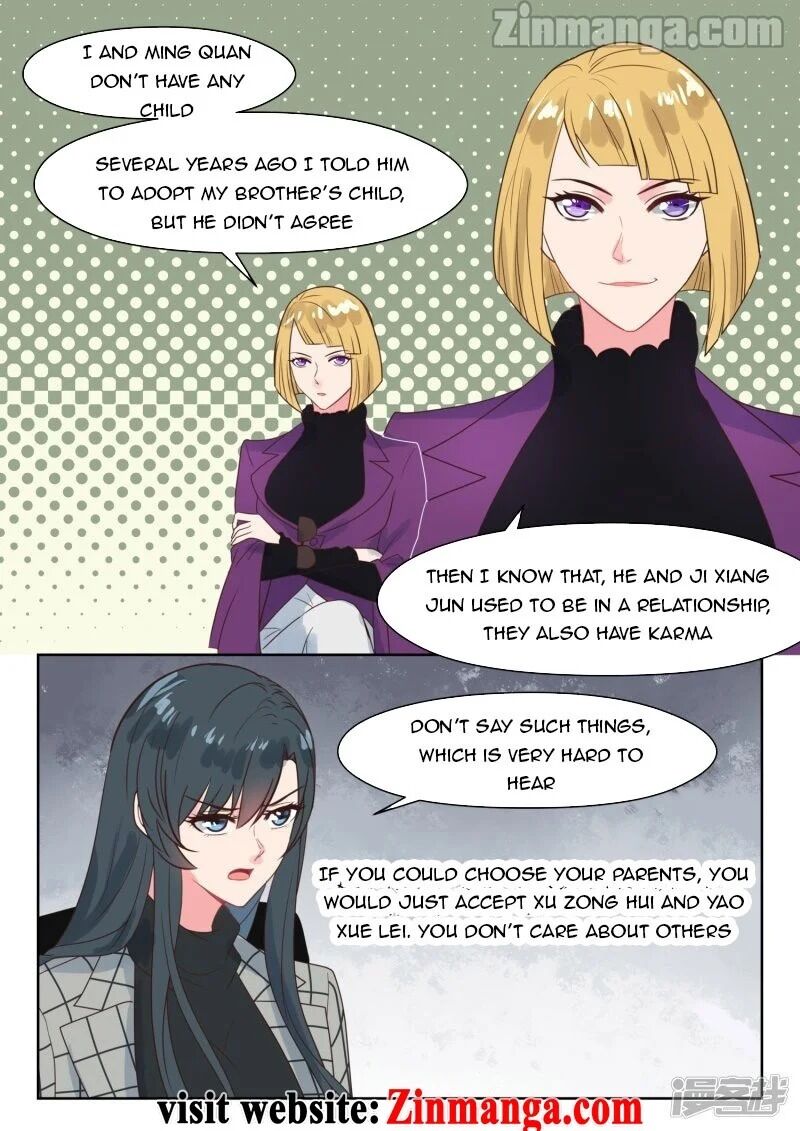 Zinmanga.com
I AND MING QUAN
DON'T HAVE ANY
CHILD
SEVERAL YEARS AGO I TOLD HIM
TO ADOPT MY BROTHER'S CHILD,
BUT HE DIDN'T AGREE
THEN I KNOW THAT, HE AND JI XIANG
JUN USED TO BE IN A RELATIONSHIP,
THEY ALSO HAVE KARMA
DON'T SAY SUCH THINGS,
WHICH IS VERY HARD TO
HEAR
IF YOU COULD CHOOSE YOUR PARENTS, YOU
WOULD JUST ACCEPT XU ZONG HUI AND YAO
XUE LEI. YOU DON'T CARE ABOUT OTHERS
漫客栈
visit website: Zinmanga.com